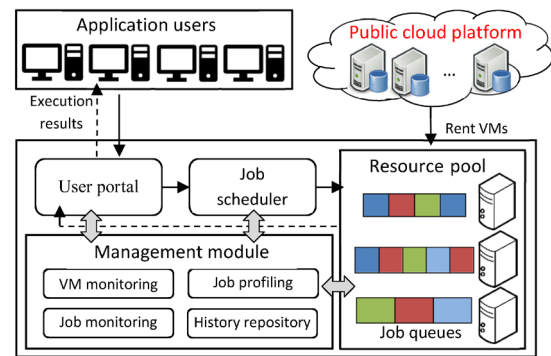 Application users
Public cloud platform
...
Execution
results
Rent VMs
User portal
Job
scheduler
Resource pool
Management module
VM monitoring
Job profiling
Job monitoring
History repository
Job queues